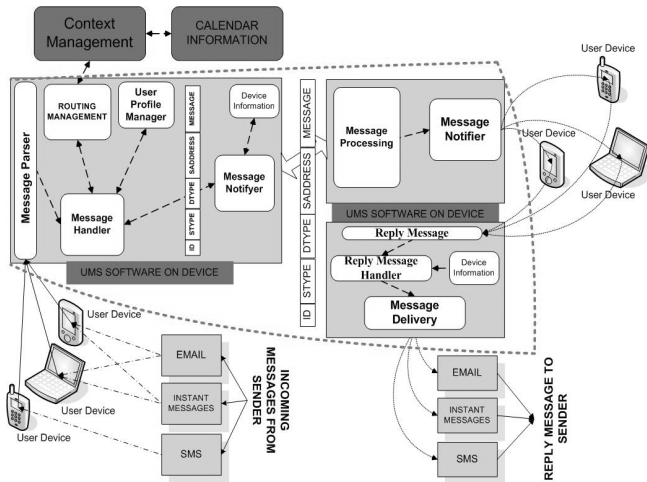 Context
Management
CALENDAR
INFORMATION
Message Parser
ROUTING
MANAGEMENT
User
Profile
Manager
Message
Handler
MESSAGE
SADDRESS
DTYPE
STYPE
ID
Device
Information
Message
Notifyer
UMS SOFTWARE ON DEVICE
MESSAGE
SADDRESS
DTYPE
STYPE
ID
Message
Processing
Message
Notifier
UMS SOFTWARE ON DEVICE
Reply Message
Reply Message
Handler
Device
Information
Message
Delivery
User Device
User Device
User Device
User Device
User Device
User Device
EMAIL
INSTANT
MESSAGES
SMS
INCOMING
MESSAGES FROM
SENDER
EMAIL
INSTANT
MESSAGES
SMS
REPLY MESSAGE TO
SENDER